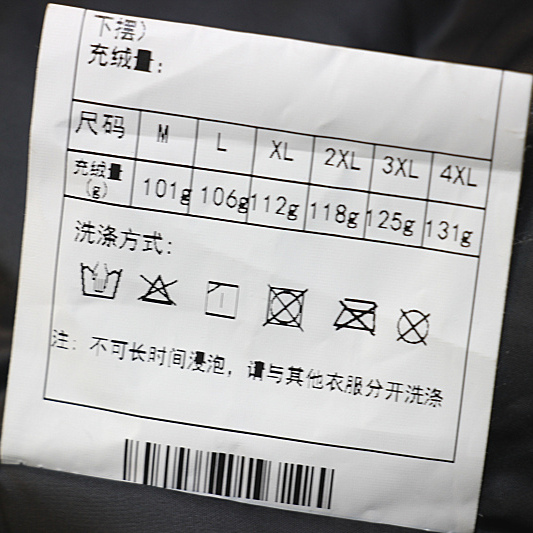 下摆）
充绒量：
尺码 M L XL 2XL 3XL 4XL
充绒量（g） 101g 106g 112g 118g 125g 131g
洗涤方式：
注：不可长时间浸泡，请与其他衣服分开洗涤